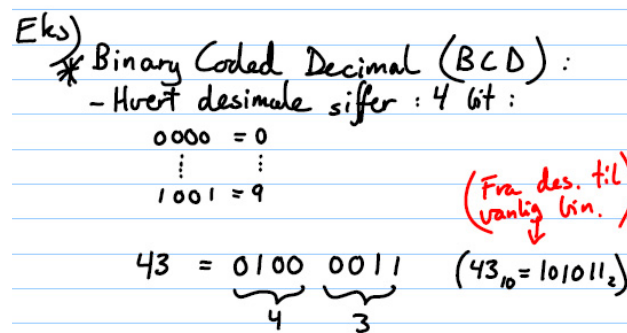 Eks)
* Binary Coded Decimal (BCD) :
- Hvert desimale siffer : 4 bit :
0000 = 0
⋮ ⋮
1001 = 9
(Fra des. til
vanlig bin.)
43 = 0100 0011 (43₁₀ = 101011₂)
4 3